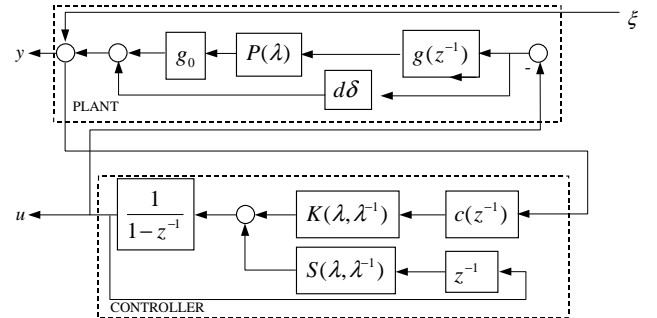 ξ
y g₀ P(λ) g(z⁻¹) -
dδ
PLANT
u 1/(1-z⁻¹) K(λ,λ⁻¹) c(z⁻¹)
S(λ,λ⁻¹) z⁻¹
CONTROLLER